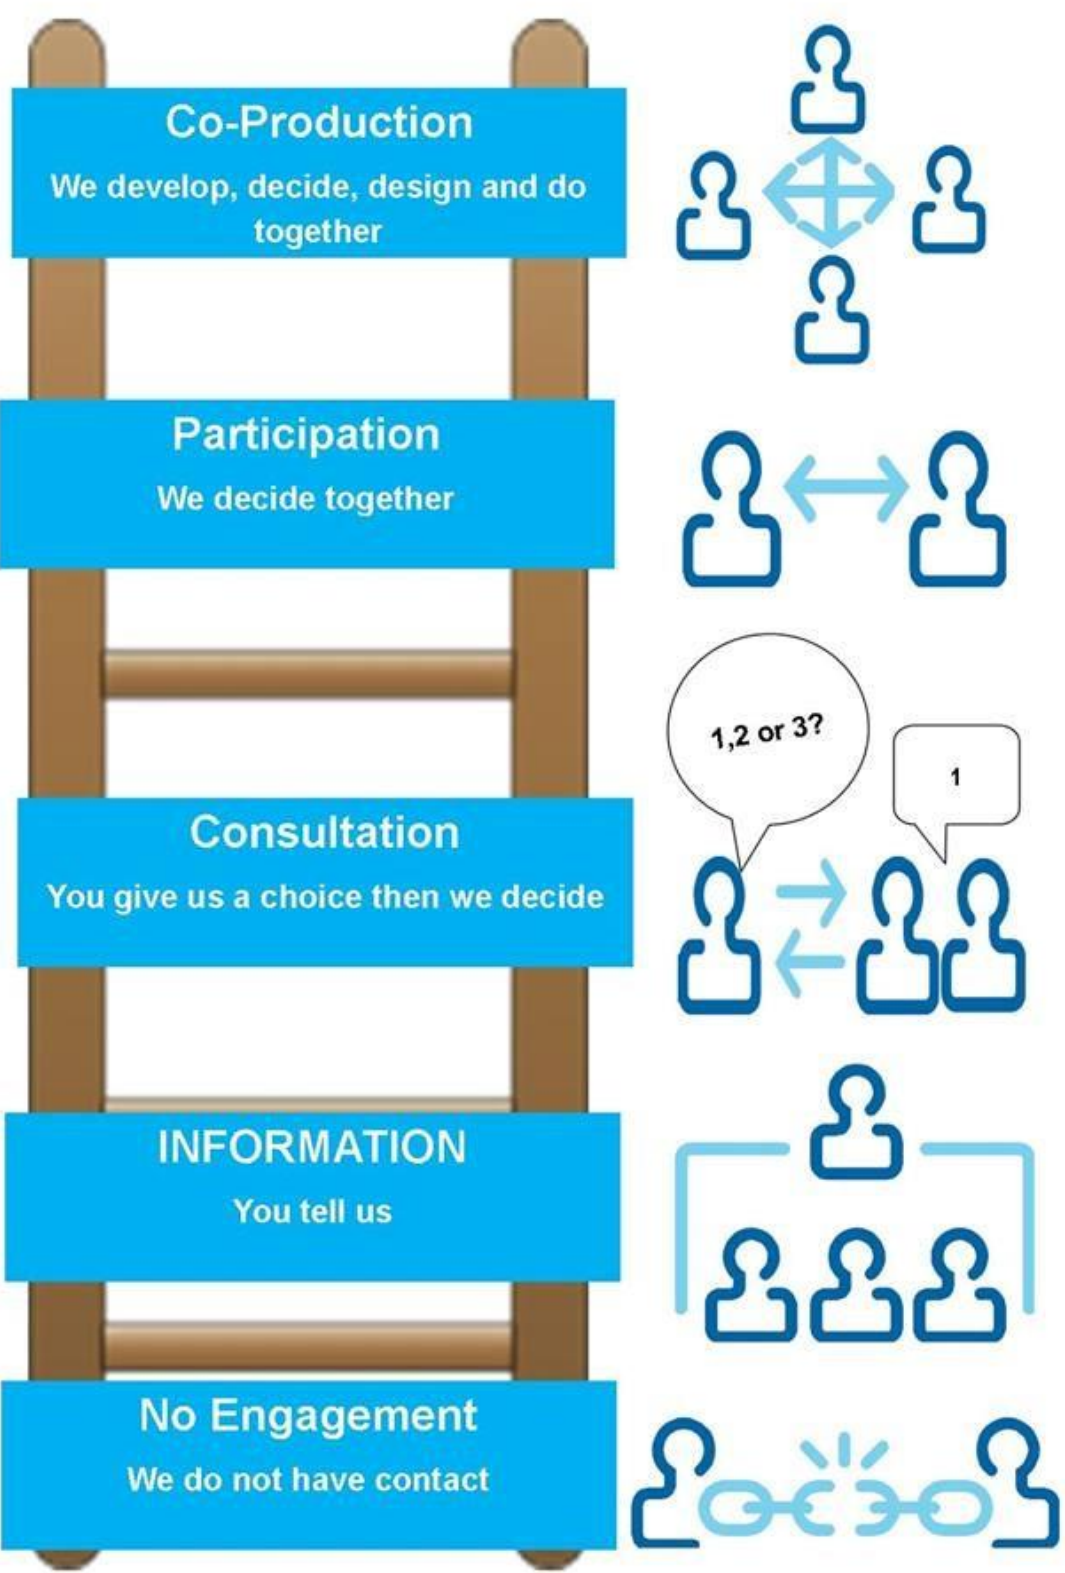 Co-Production
We develop, decide, design and do
together
Participation
We decide together
1,2 or 3?
1
Consultation
You give us a choice then we decide
INFORMATION
You tell us
No Engagement
We do not have contact